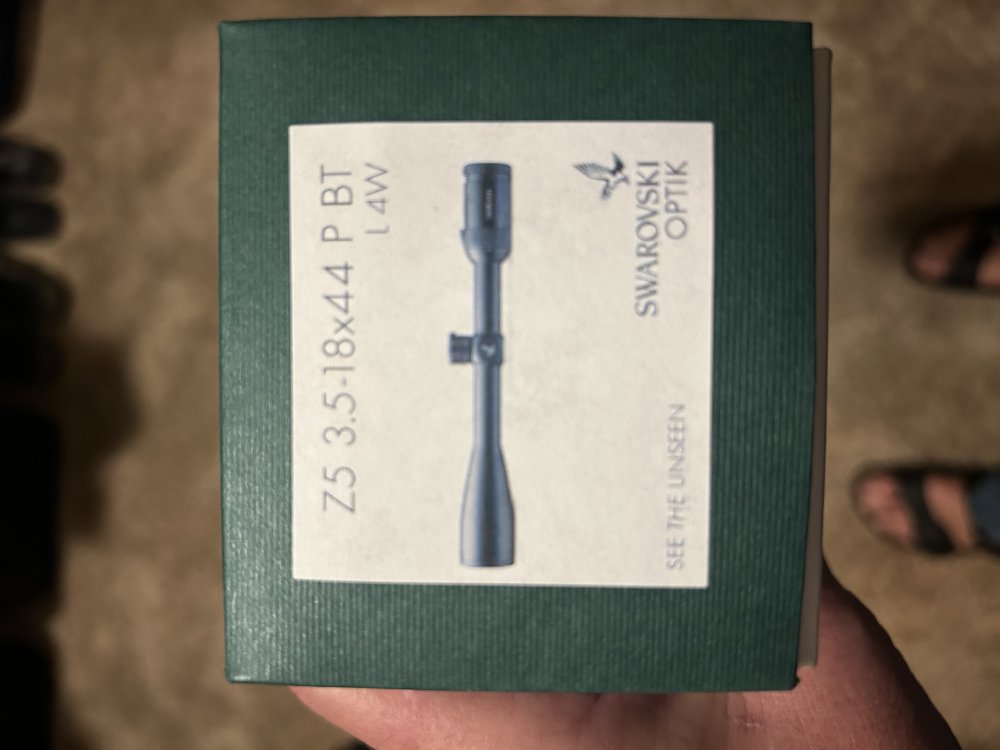 Z5 3.5-18x44 P BT
L 4W
SEE THE UNSEEN
SWAROVSKI
OPTIK